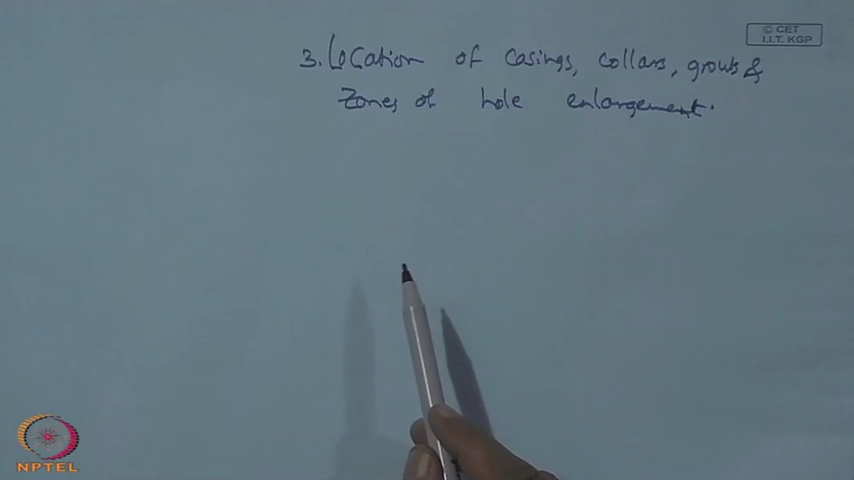 © CET
I.I.T. KGP
3. Location of casings, collars, grouts &
zones of hole enlargement.
NPTEL